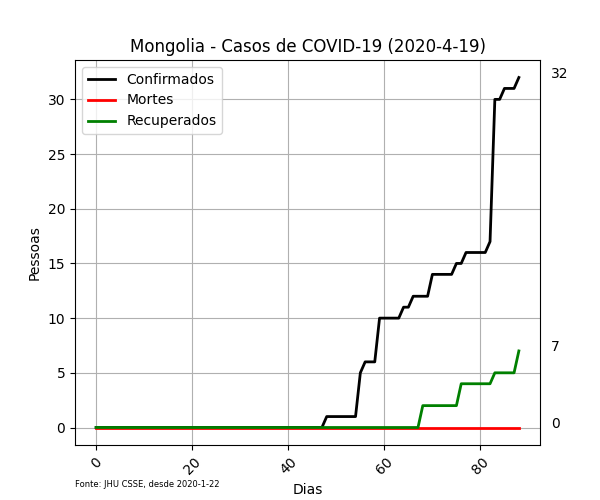 Mongolia - Casos de COVID-19 (2020-4-19)
Confirmados
Mortes
Recuperados
32
7
0
30
25
20
15
10
5
0
Pessoas
0
20
40
60
80
Dias
Fonte: JHU CSSE, desde 2020-1-22